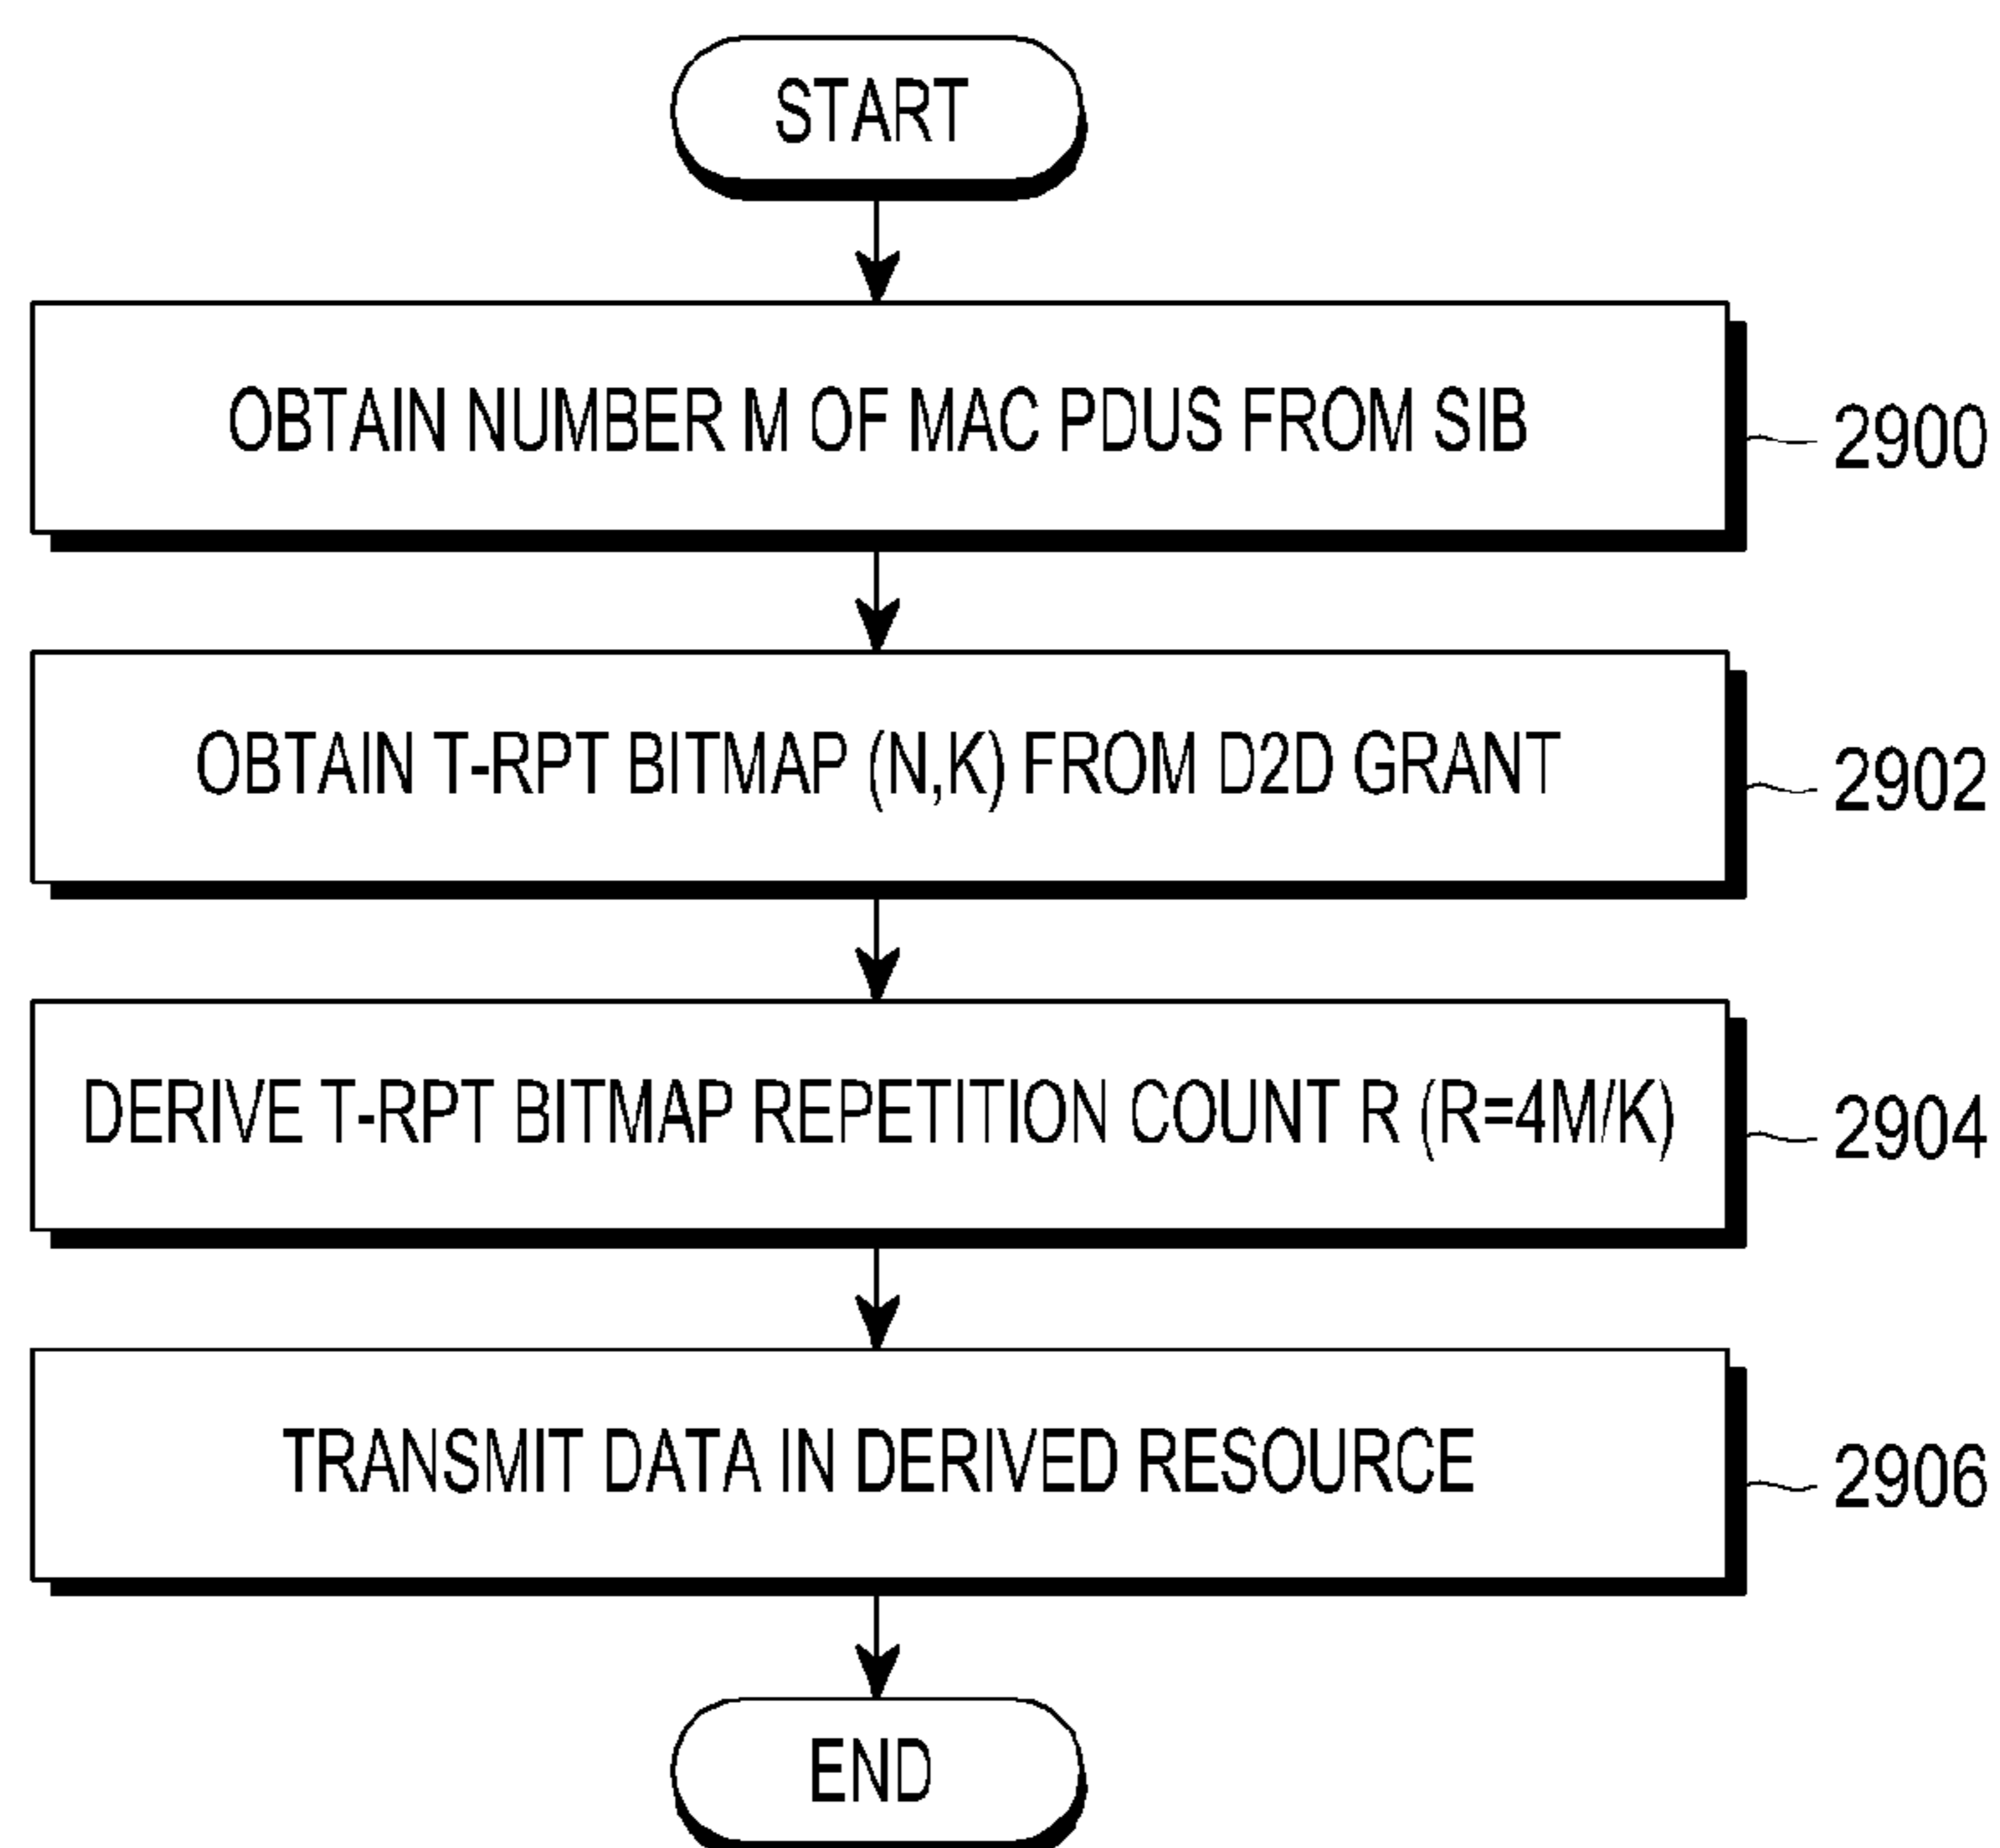 START
OBTAIN NUMBER M OF MAC PDUS FROM SIB
2900
OBTAIN T-RPT BITMAP (N,K) FROM D2D GRANT
2902
DERIVE T-RPT BITMAP REPETITION COUNT R (R=4M/K)
2904
TRANSMIT DATA IN DERIVED RESOURCE
2906
END